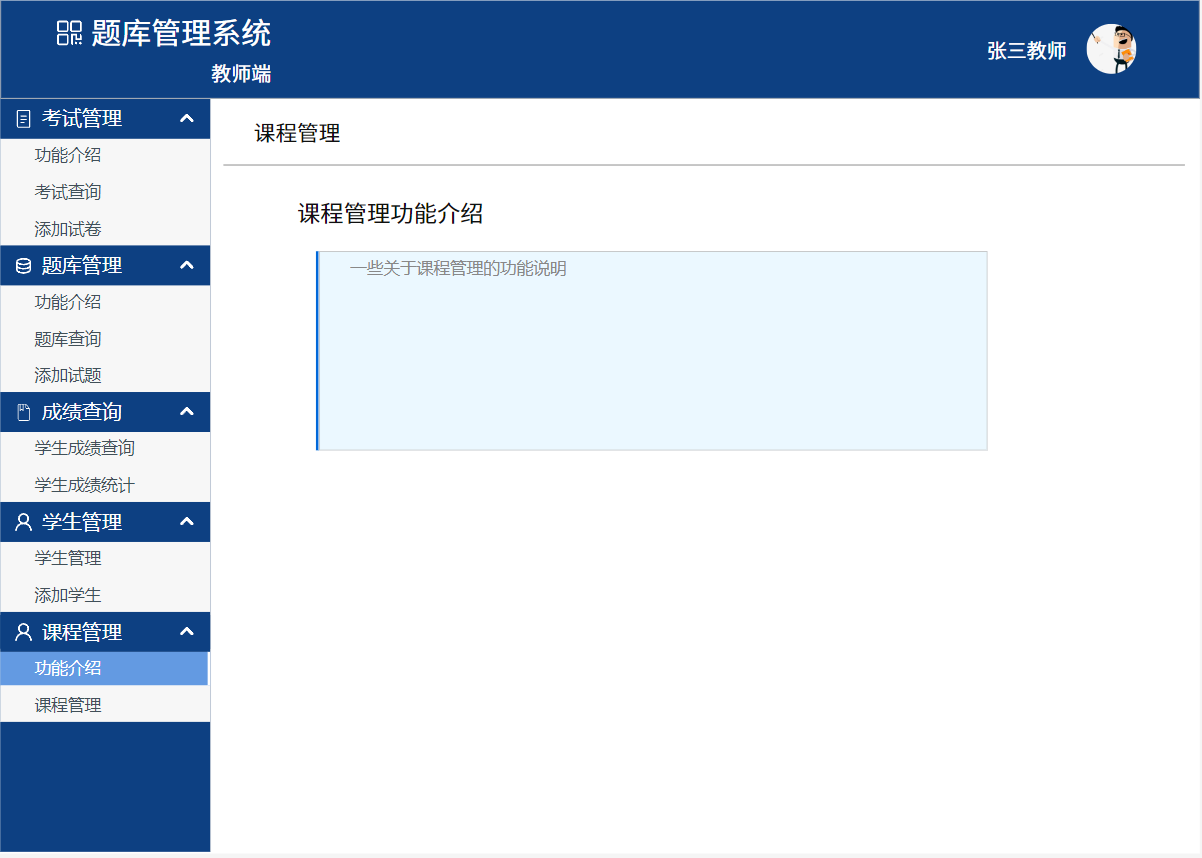 题库管理系统
教师端
张三教师
考试管理
功能介绍
考试查询
添加试卷
题库管理
功能介绍
题库查询
添加试题
成绩查询
学生成绩查询
学生成绩统计
学生管理
学生管理
添加学生
课程管理
功能介绍
课程管理
课程管理
课程管理功能介绍
一些关于课程管理的功能说明